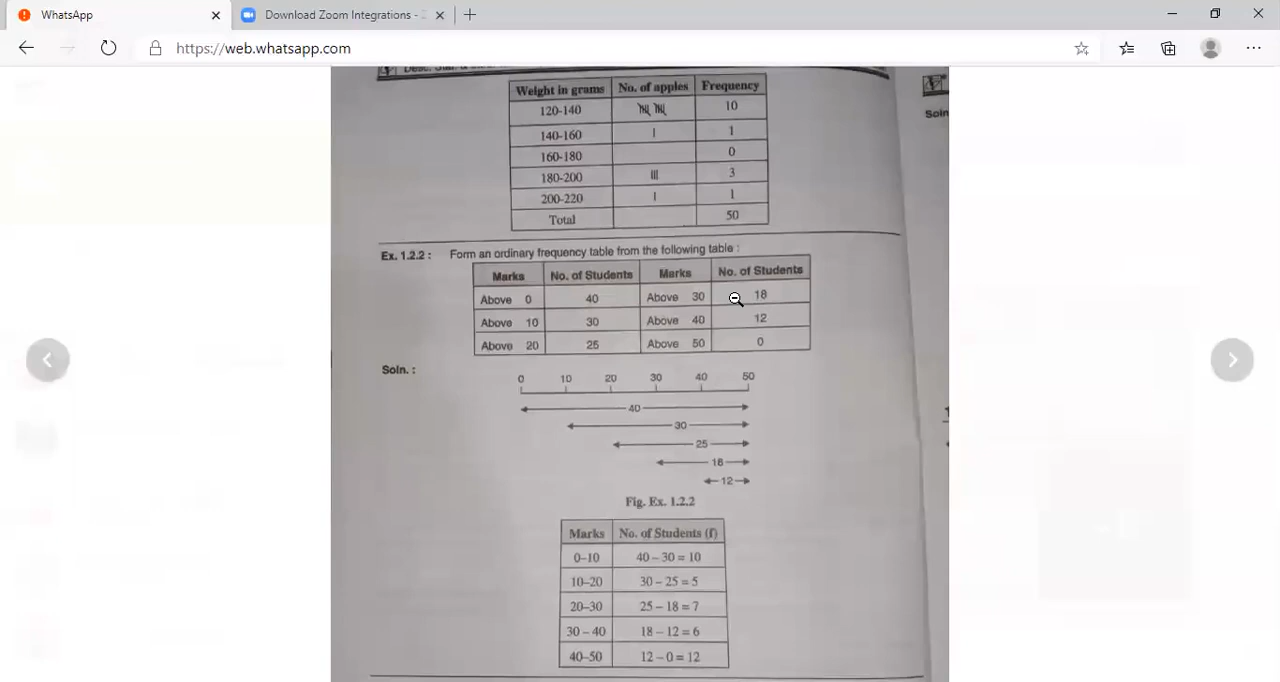 WhatsApp
Download Zoom Integrations -
https://web.whatsapp.com
Weight in grams No. of apples Frequency
120-140 10
140-160 | 1
160-180 0
180-200 ||| 3
200-220 | 1
Total 50
Soln
Ex. 1.2.2 : Form an ordinary frequency table from the following table :
Marks No. of Students Marks No. of Students
Above 0 40 Above 30 18
Above 10 30 Above 40 12
Above 20 25 Above 50 0
Soln. :
0 10 20 30 40 50
40
30
25
18
12
Fig. Ex. 1.2.2
Marks No. of Students (f)
0–10 40 – 30 = 10
10–20 30 – 25 = 5
20–30 25 – 18 = 7
30 – 40 18 – 12 = 6
40–50 12 – 0 = 12